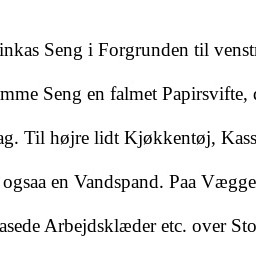 inkas Seng i Forgrunden til venstr
mme Seng en falmet Papirsvifte,
ag. Til højre lidt Kjøkkentøj, Kass
ogsaa en Vandspand. Paa Vægge
asede Arbejdsklæder etc. over Sto